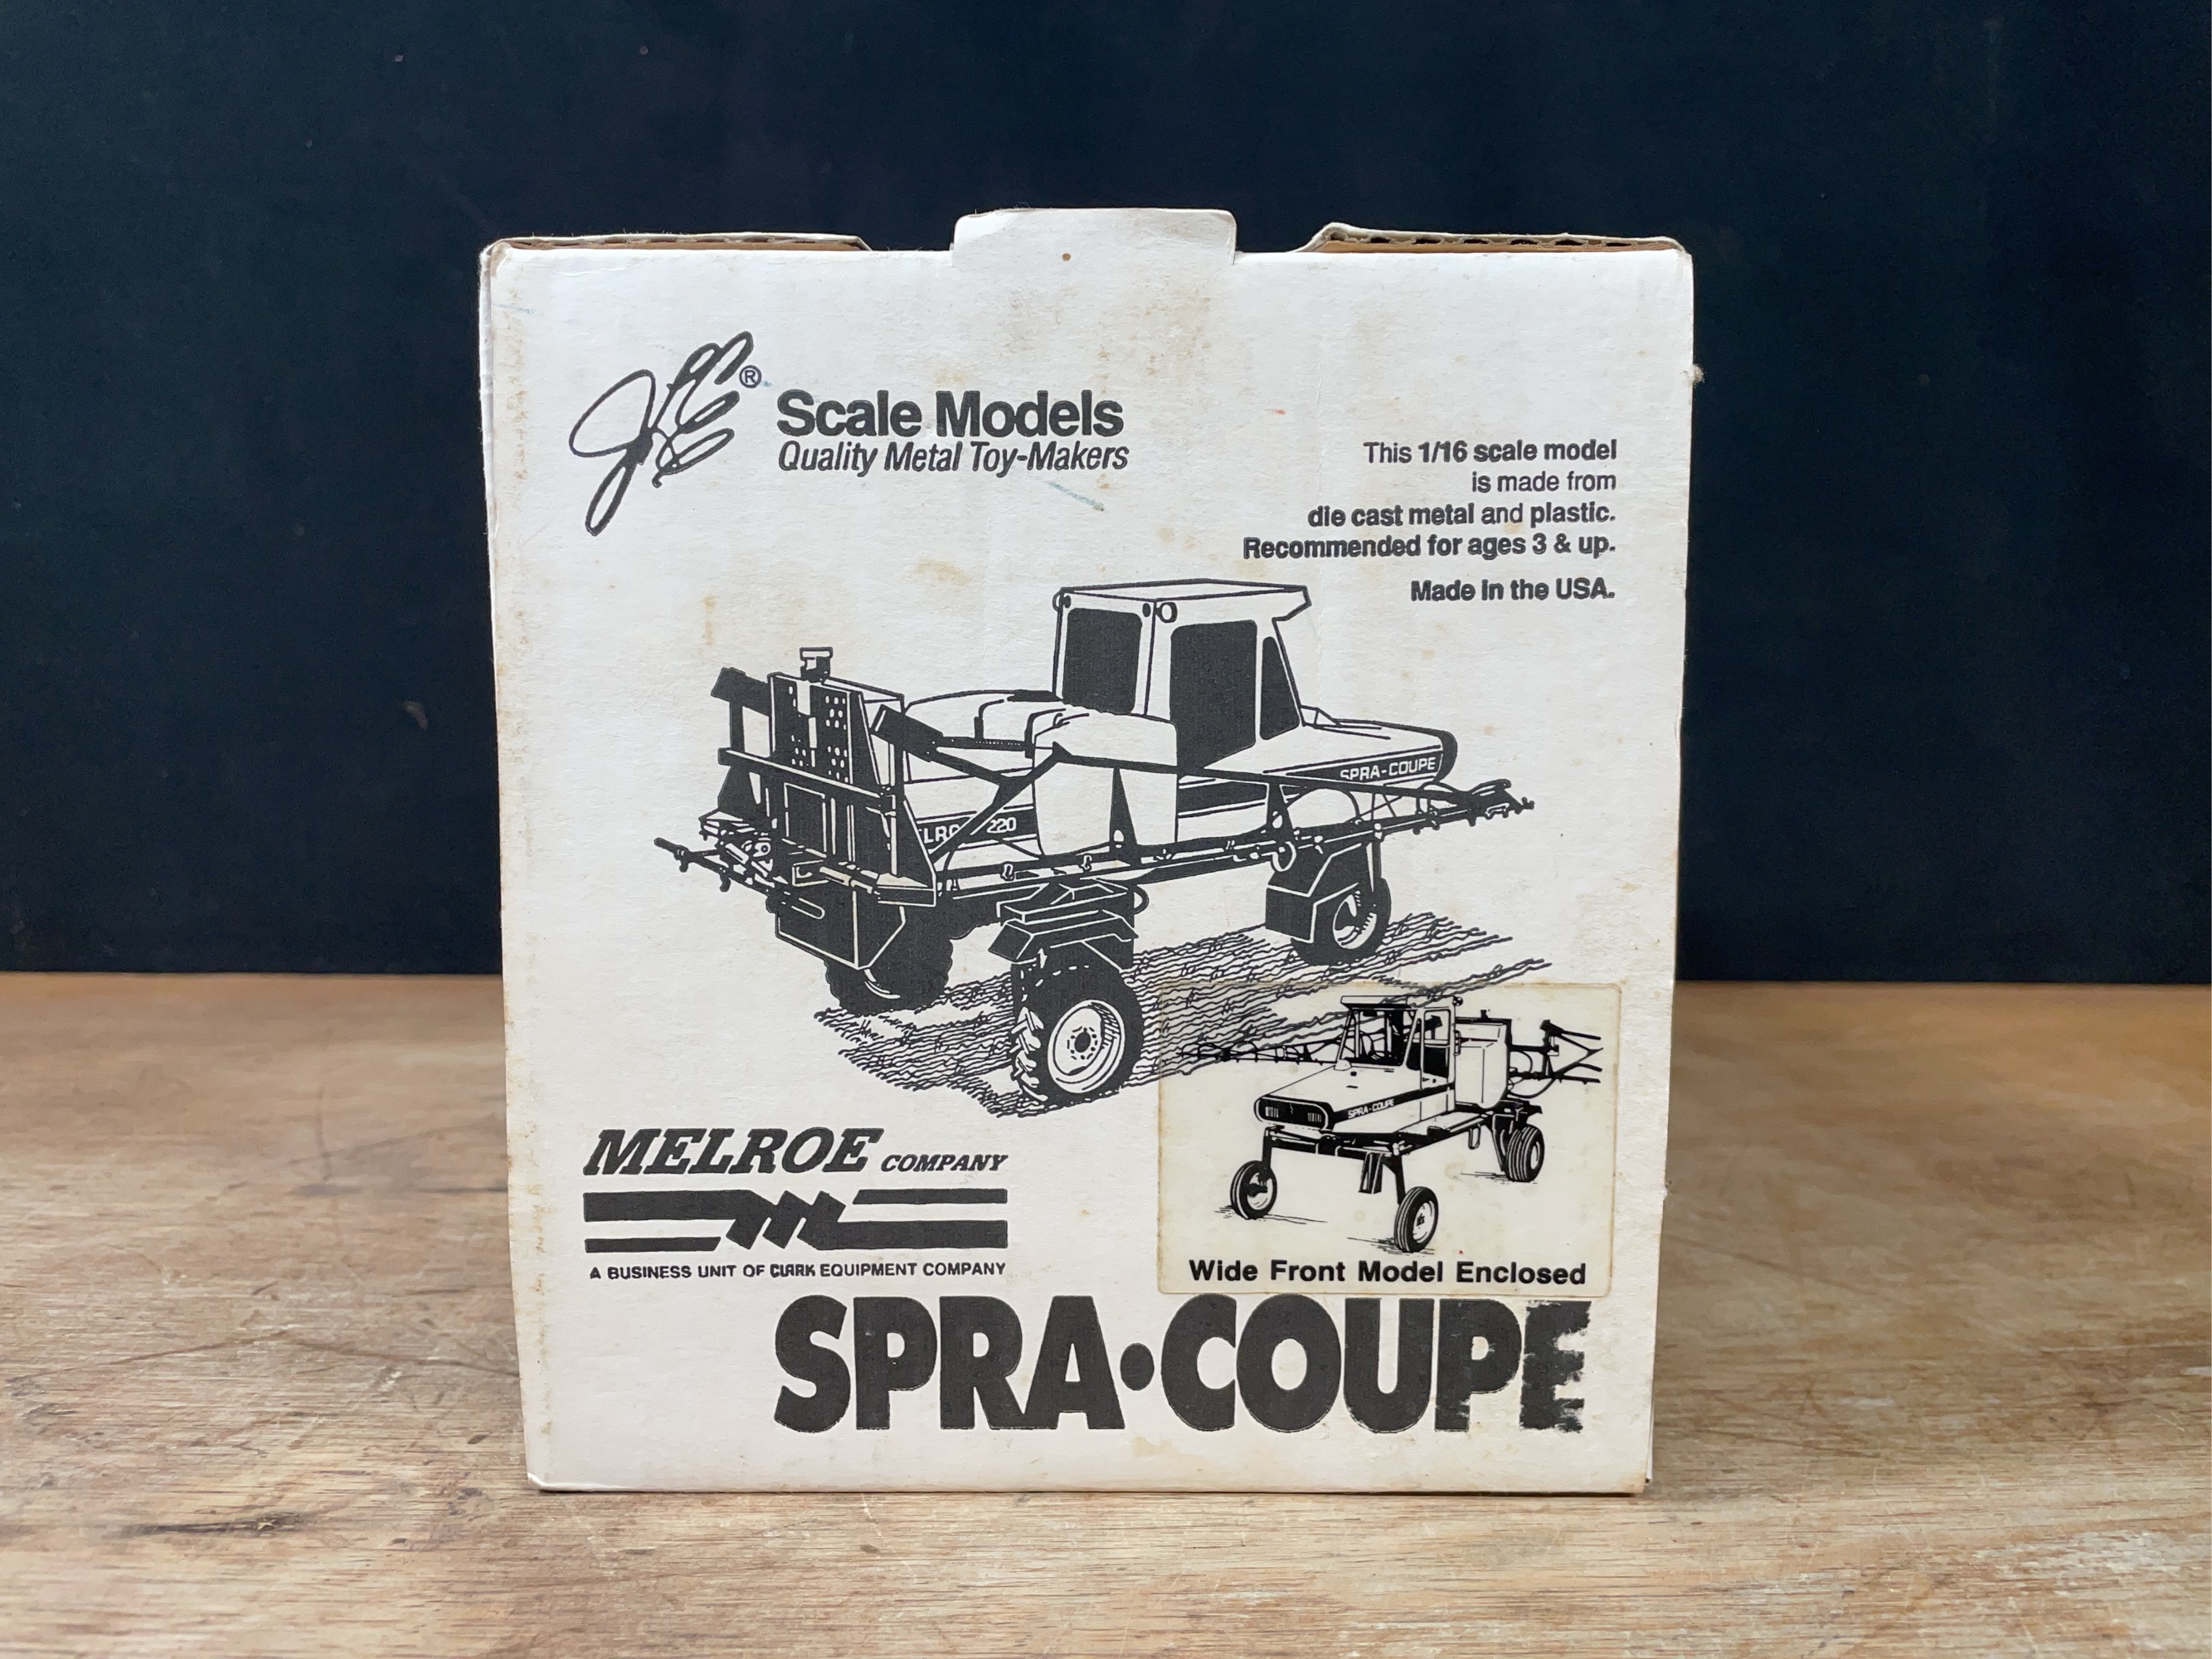 JLE®
Scale Models
Quality Metal Toy-Makers
This 1/16 scale model
is made from
die cast metal and plastic.
Recommended for ages 3 & up.
Made in the USA.
SPRA-COUPE
ELRO 220
SPRA-COUPE
Wide Front Model Enclosed
MELROE COMPANY
A BUSINESS UNIT OF CLARK EQUIPMENT COMPANY
SPRA•COUPE